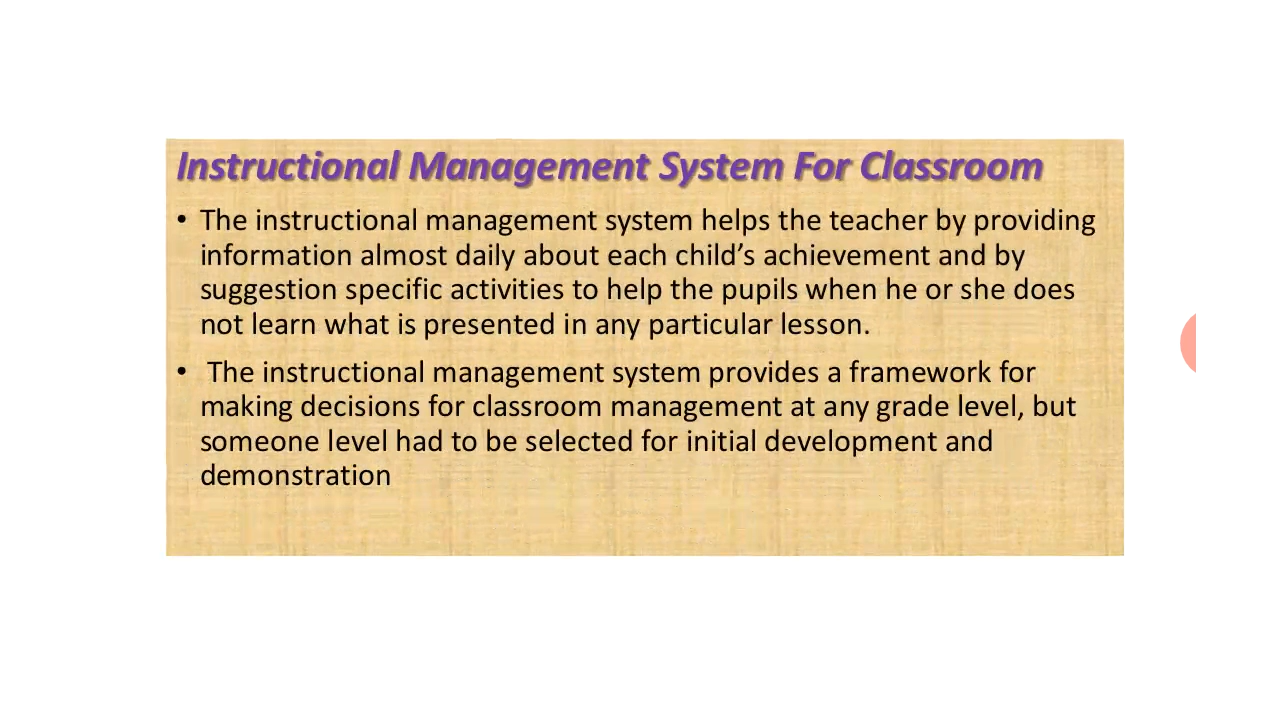 Instructional Management System For Classroom
• The instructional management system helps the teacher by providing
information almost daily about each child’s achievement and by
suggestion specific activities to help the pupils when he or she does
not learn what is presented in any particular lesson.
• The instructional management system provides a framework for
making decisions for classroom management at any grade level, but
someone level had to be selected for initial development and
demonstration